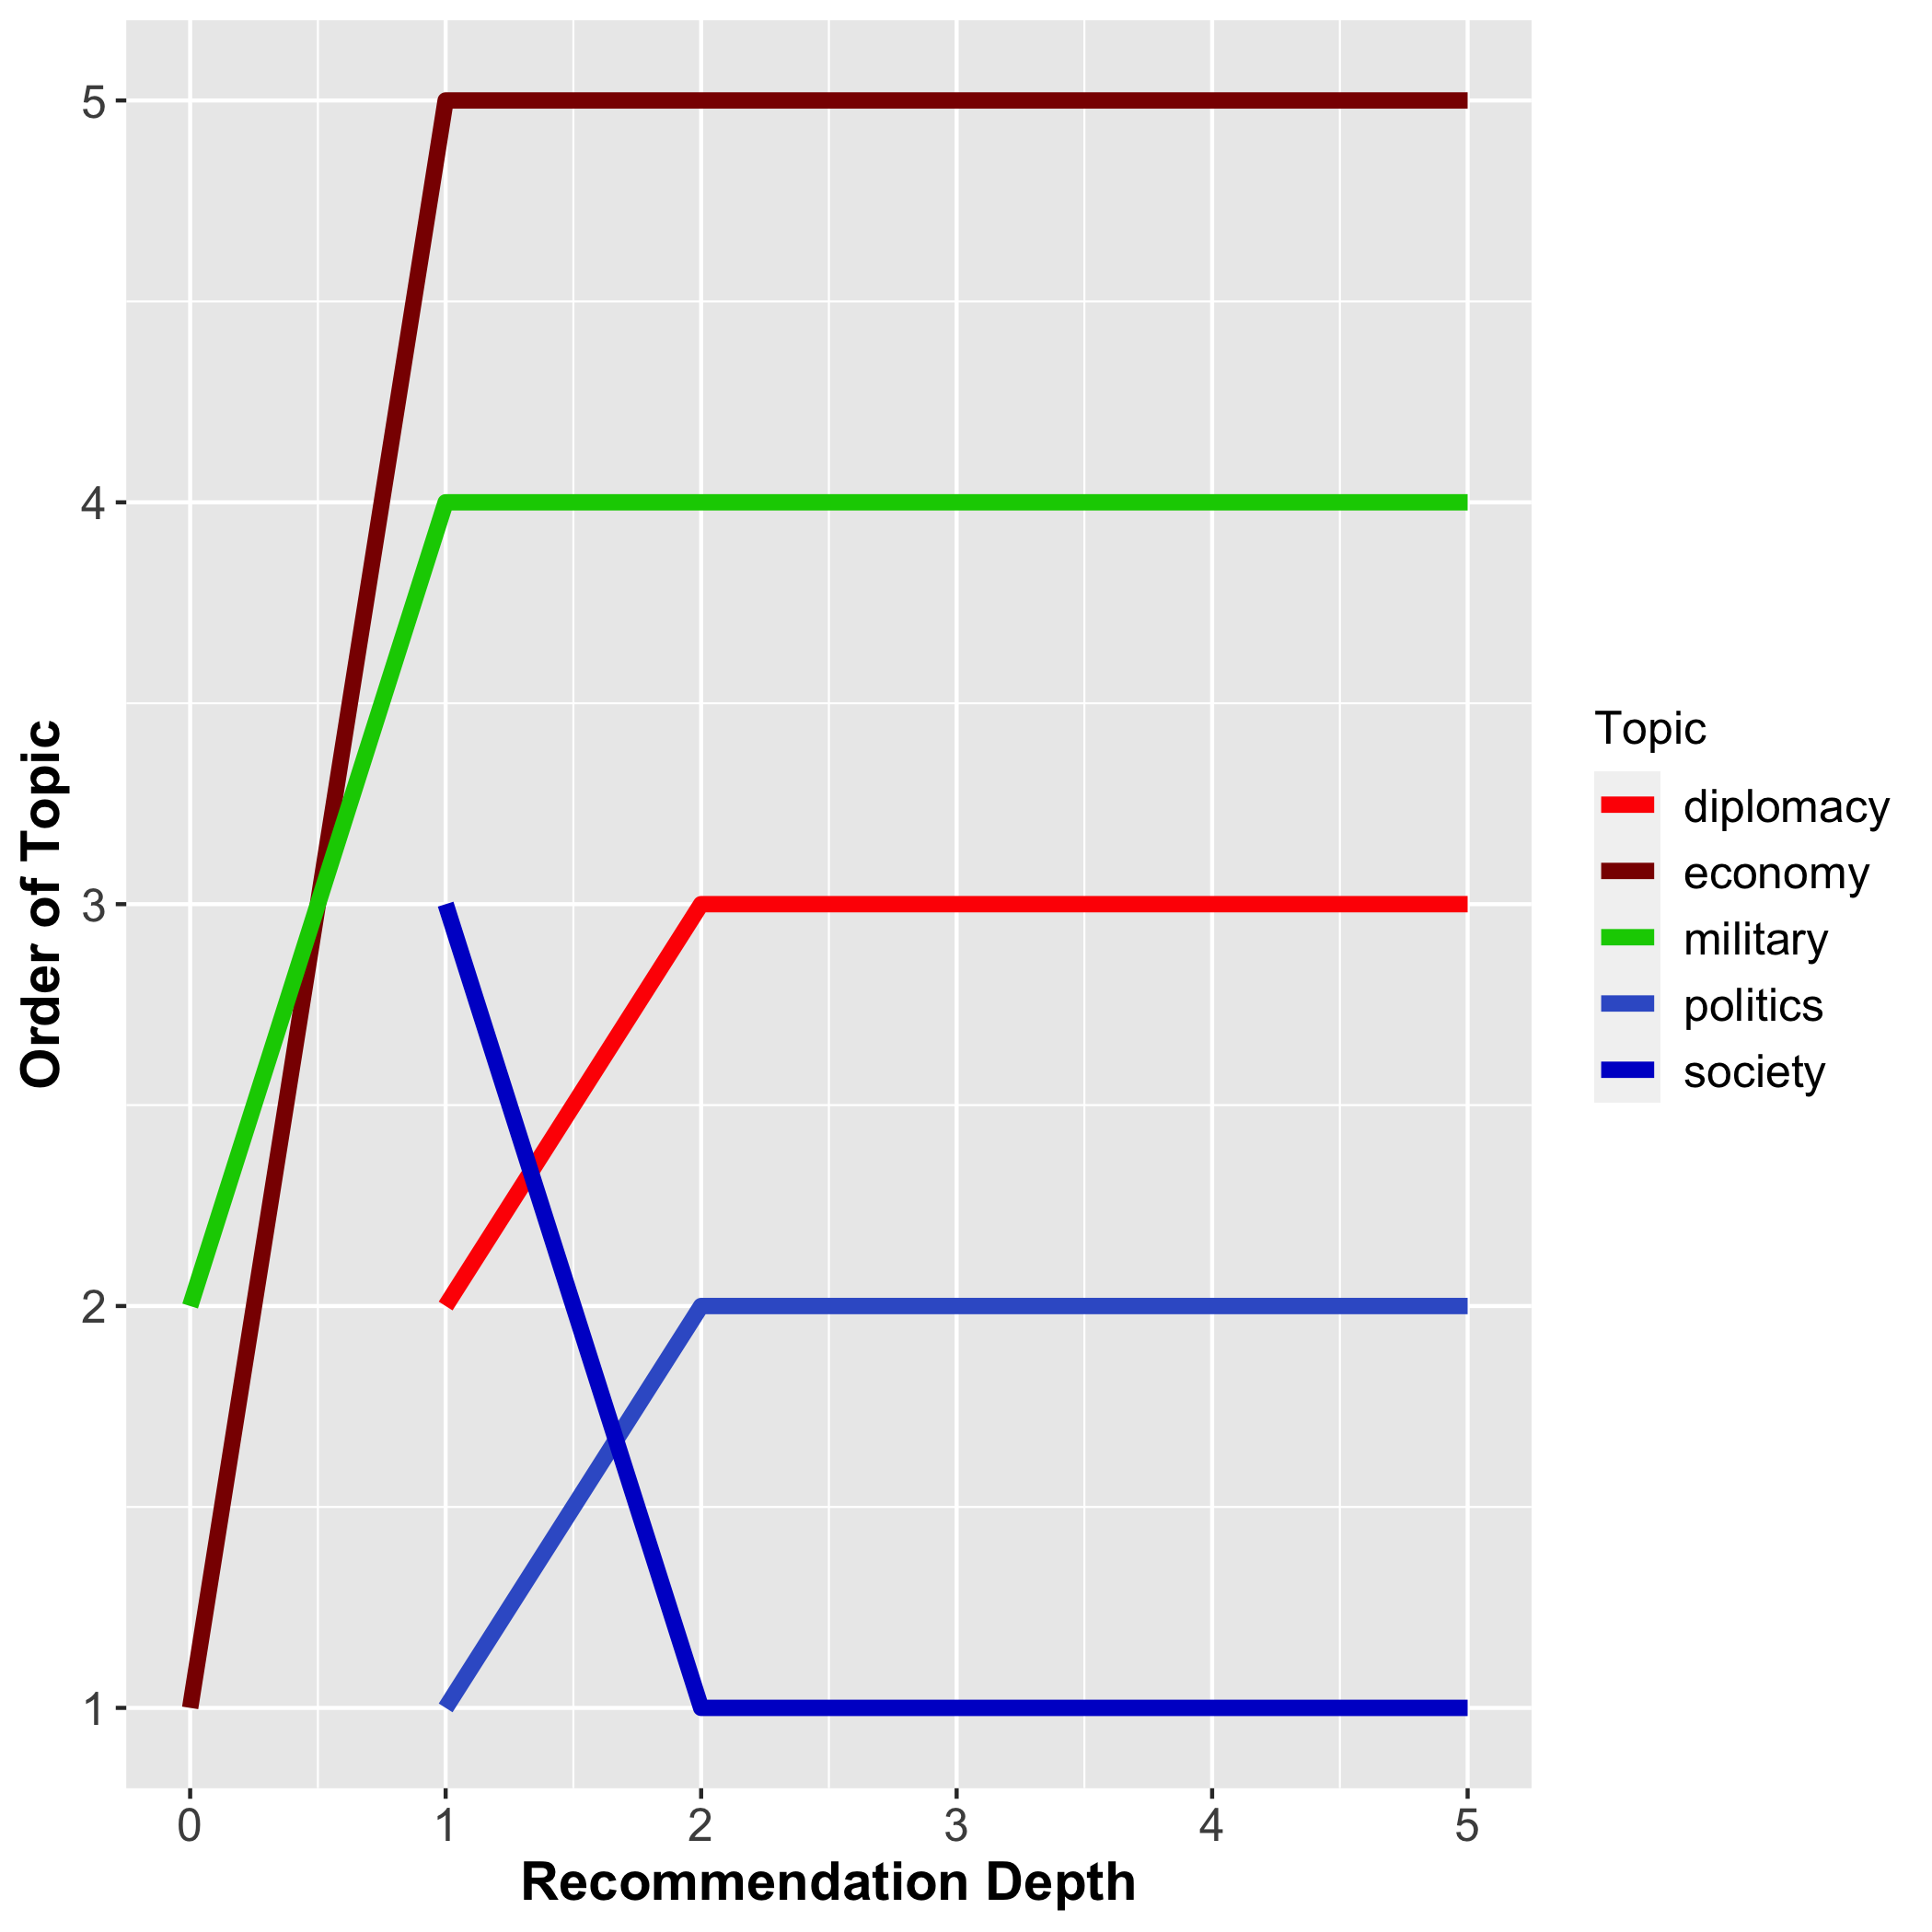 Order of Topic
5
4
3
2
1
0 1 2 3 4 5
Recommendation Depth
Topic
diplomacy
economy
military
politics
society